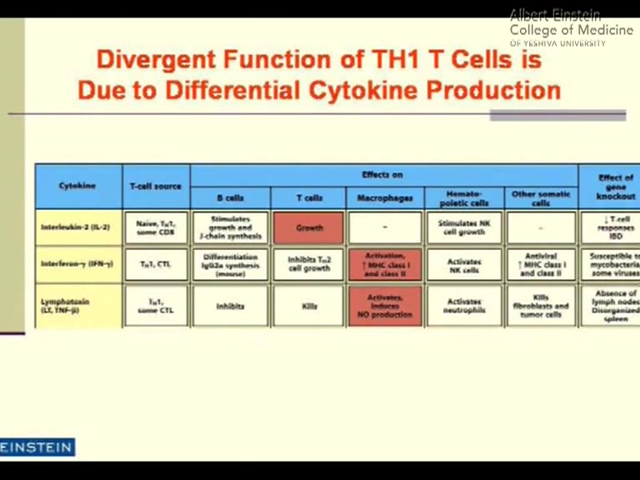 Albert Einstein
College of Medicine
OF YESHIVA UNIVERSITY
Divergent Function of TH1 T Cells is
Due to Differential Cytokine Production
Cytokine
T-cell source
Effects on
Effect of
gene
knockout
B cells
T cells
Macrophages
Hemato-
poietic cells
Other somatic
cells
Interleukin-2 (IL-2)
Naive, TH1,
some CD8
Stimulates
growth and
J-chain synthesis
Growth
–
Stimulates NK
cell growth
–
↓ T-cell
responses
IBD
Interferon-γ (IFN-γ)
TH1, CTL
Differentiation
IgG2a synthesis
(mouse)
Inhibits TH2
cell growth
Activation,
↑ MHC class I
and class II
Activates
NK cells
Antiviral
↑ MHC class I
and class II
Susceptible to
mycobacteria
some viruses
Lymphotoxin
(LT, TNF-β)
TH1,
some CTL
Inhibits
Kills
Activates,
induces
NO production
Activates
neutrophils
Kills
fibroblasts and
tumor cells
Absence of
lymph nodes
Disorganized
spleen
EINSTEIN